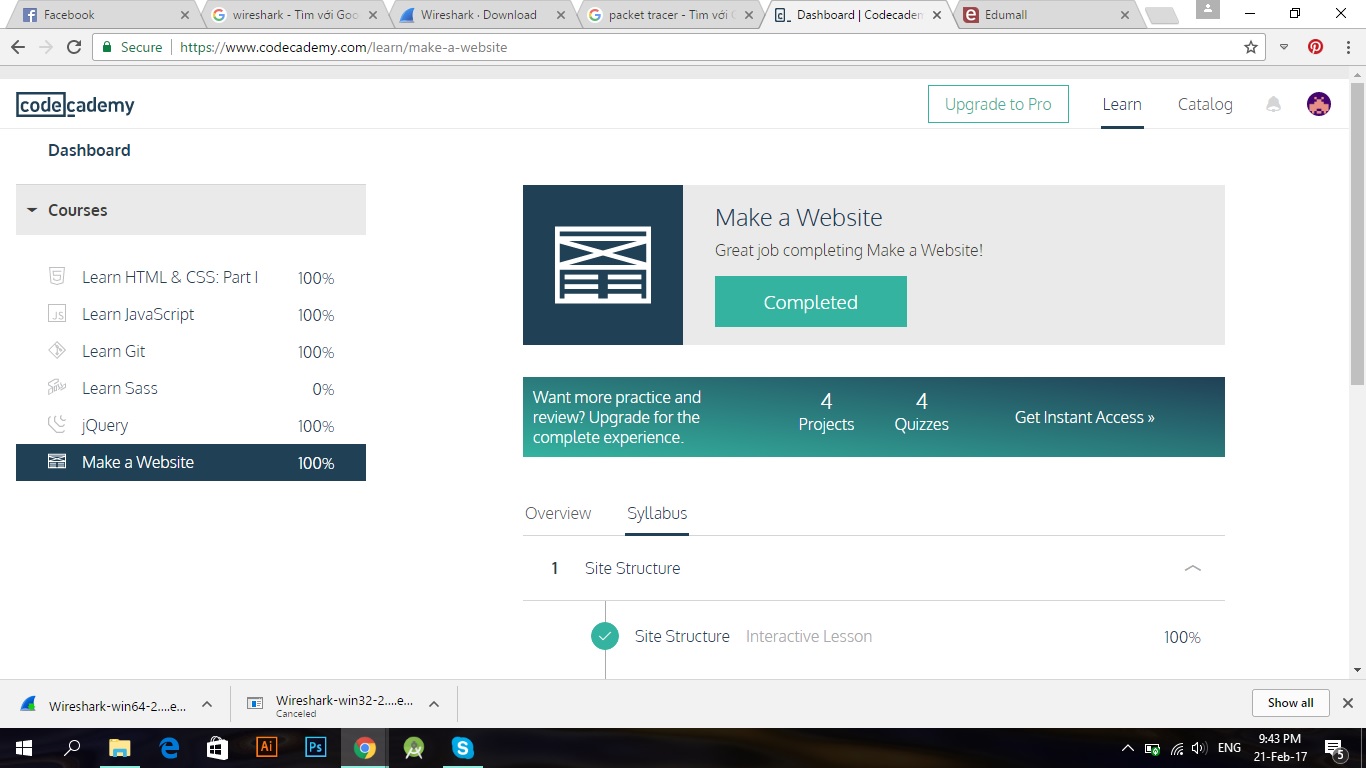 Facebook
wireshark - Tìm với Goo
Wireshark · Download
packet tracer - Tìm với G
Dashboard | Codecadem
Edumall
Secure
https://www.codecademy.com/learn/make-a-website
codecademy
Upgrade to Pro
Learn
Catalog
Dashboard
Courses
Learn HTML & CSS: Part I 100%
Learn JavaScript 100%
Learn Git 100%
Learn Sass 0%
jQuery 100%
Make a Website 100%
Make a Website
Great job completing Make a Website!
Completed
Want more practice and
review? Upgrade for the
complete experience.
4
Projects
4
Quizzes
Get Instant Access »
Overview
Syllabus
1 Site Structure
Site Structure Interactive Lesson 100%
Wireshark-win64-2....e...
Wireshark-win32-2....e...
Canceled
Show all
Ai
Ps
ENG
9:43 PM
21-Feb-17
5